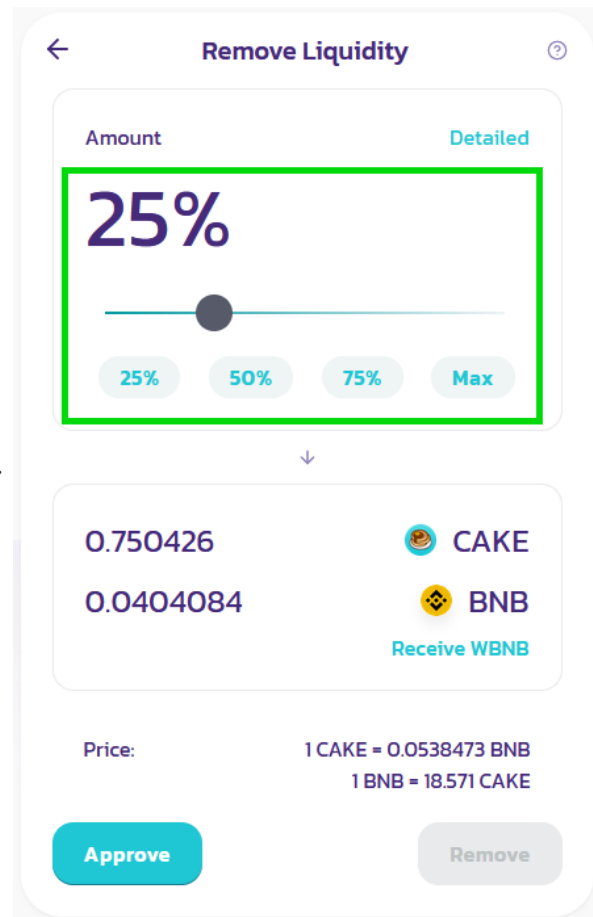 Remove Liquidity
Amount Detailed
25%
25% 50% 75% Max
0.750426 CAKE
0.0404084 BNB
Receive WBNB
Price: 1 CAKE = 0.0538473 BNB
1 BNB = 18.571 CAKE
Approve Remove